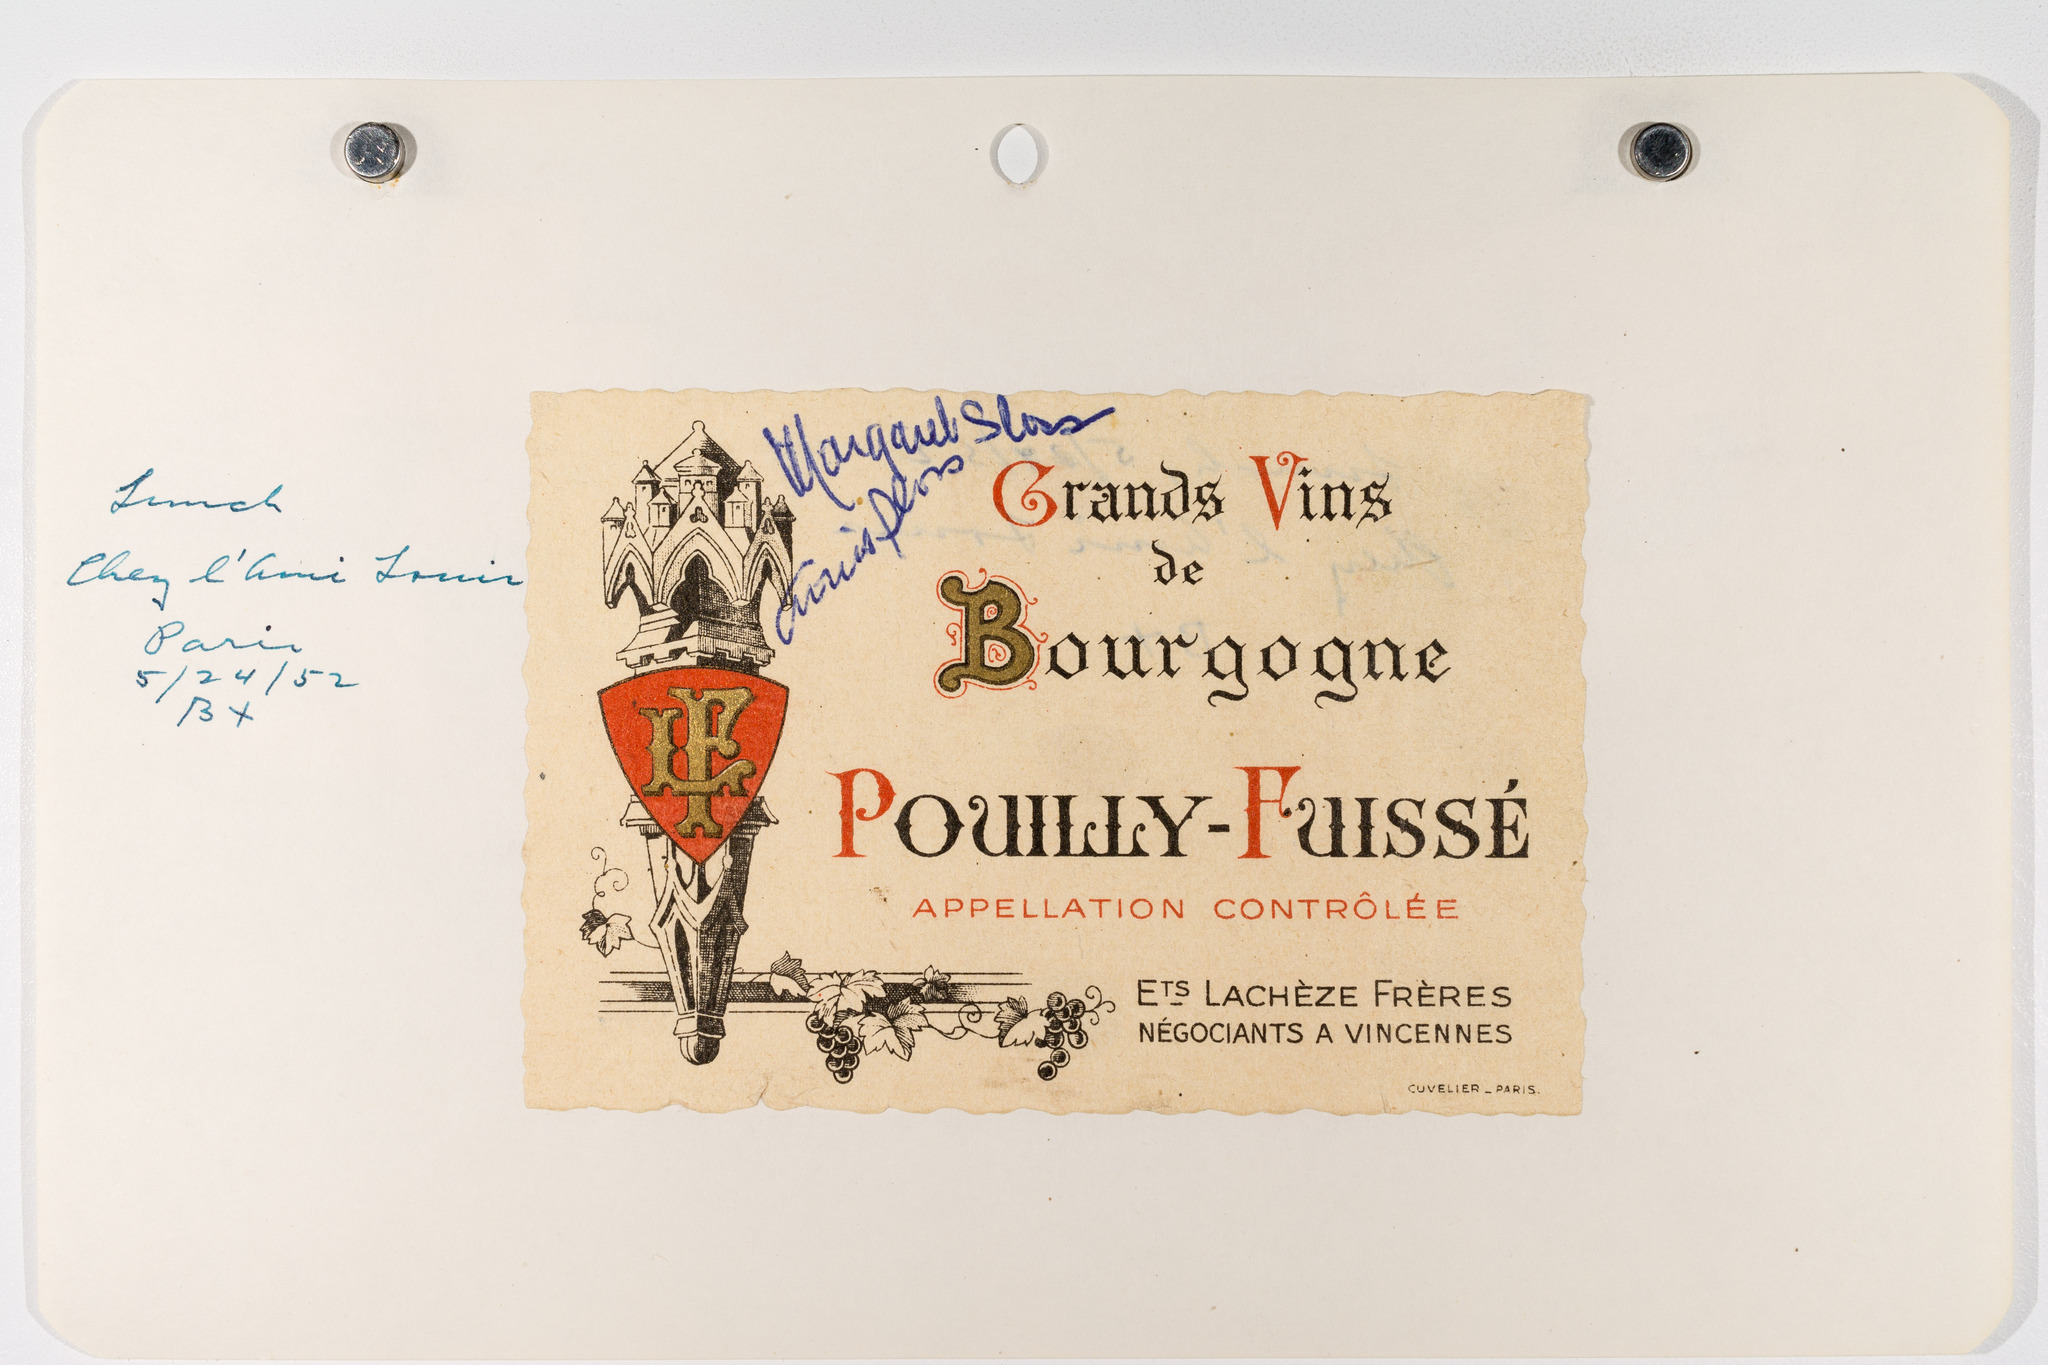 Lunch
Chez l'Ami Louis
Paris
5/24/52
BX
Margaret Sloss
Louis Sloss
Grands Vins
de
Bourgogne
POUILLY-FUISSÉ
APPELLATION CONTRÔLÉE
ETS LACHÈZE FRÈRES
NÉGOCIANTS A VINCENNES
CUVELIER _ PARIS.
LF